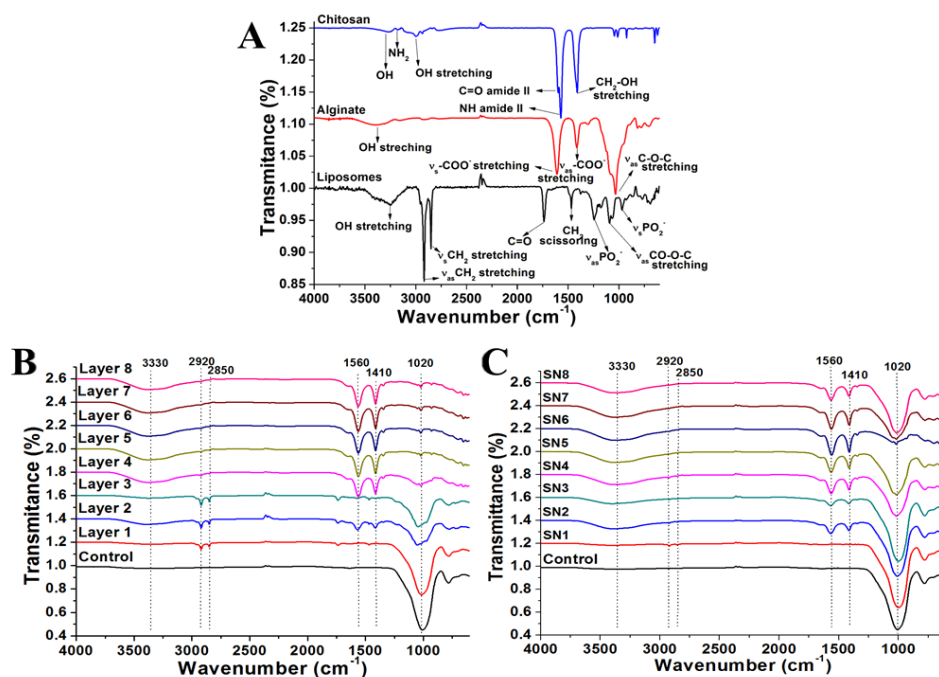 A
Chitosan
OH
NH2
OH stretching
C=O amide II
NH amide II
CH2-OH
stretching
Alginate
OH streching
νs-COO- stretching
νas-COO-
stretching
νasC-O-C
stretching
Liposomes
OH stretching
νsCH2 stretching
νasCH2 stretching
C=O
CH2
scissoring
νasPO2-
νsPO2-
νasCO-O-C
stretching
Transmitance (%)
1.25
1.20
1.15
1.10
1.05
1.00
0.95
0.90
0.85
4000 3500 3000 2500 2000 1500 1000
Wavenumber (cm-1)
B
3330 2920 2850 1560 1410 1020
Layer 8
Layer 7
Layer 6
Layer 5
Layer 4
Layer 3
Layer 2
Layer 1
Control
Transmitance (%)
2.6
2.4
2.2
2.0
1.8
1.6
1.4
1.2
1.0
0.8
0.6
0.4
4000 3500 3000 2500 2000 1500 1000
Wavenumber (cm-1)
C
3330 2920 2850 1560 1410 1020
SN8
SN7
SN6
SN5
SN4
SN3
SN2
SN1
Control
Transmitance (%)
2.6
2.4
2.2
2.0
1.8
1.6
1.4
1.2
1.0
0.8
0.6
0.4
4000 3500 3000 2500 2000 1500 1000
Wavenumber (cm-1)